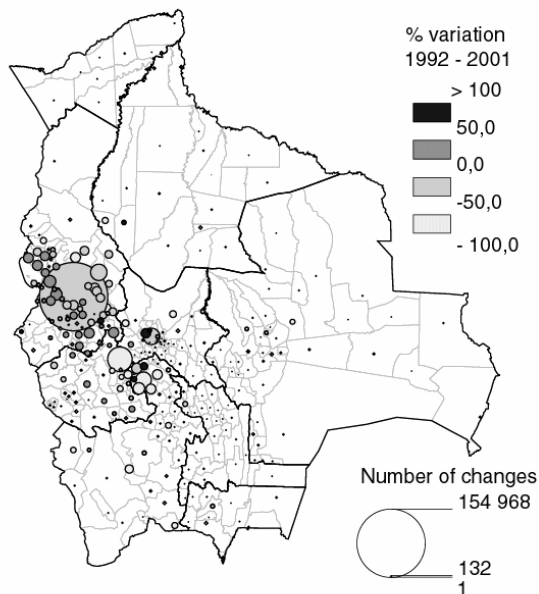 % variation
1992 - 2001
> 100
50,0
0,0
-50,0
- 100,0
Number of changes
154 968
132
1